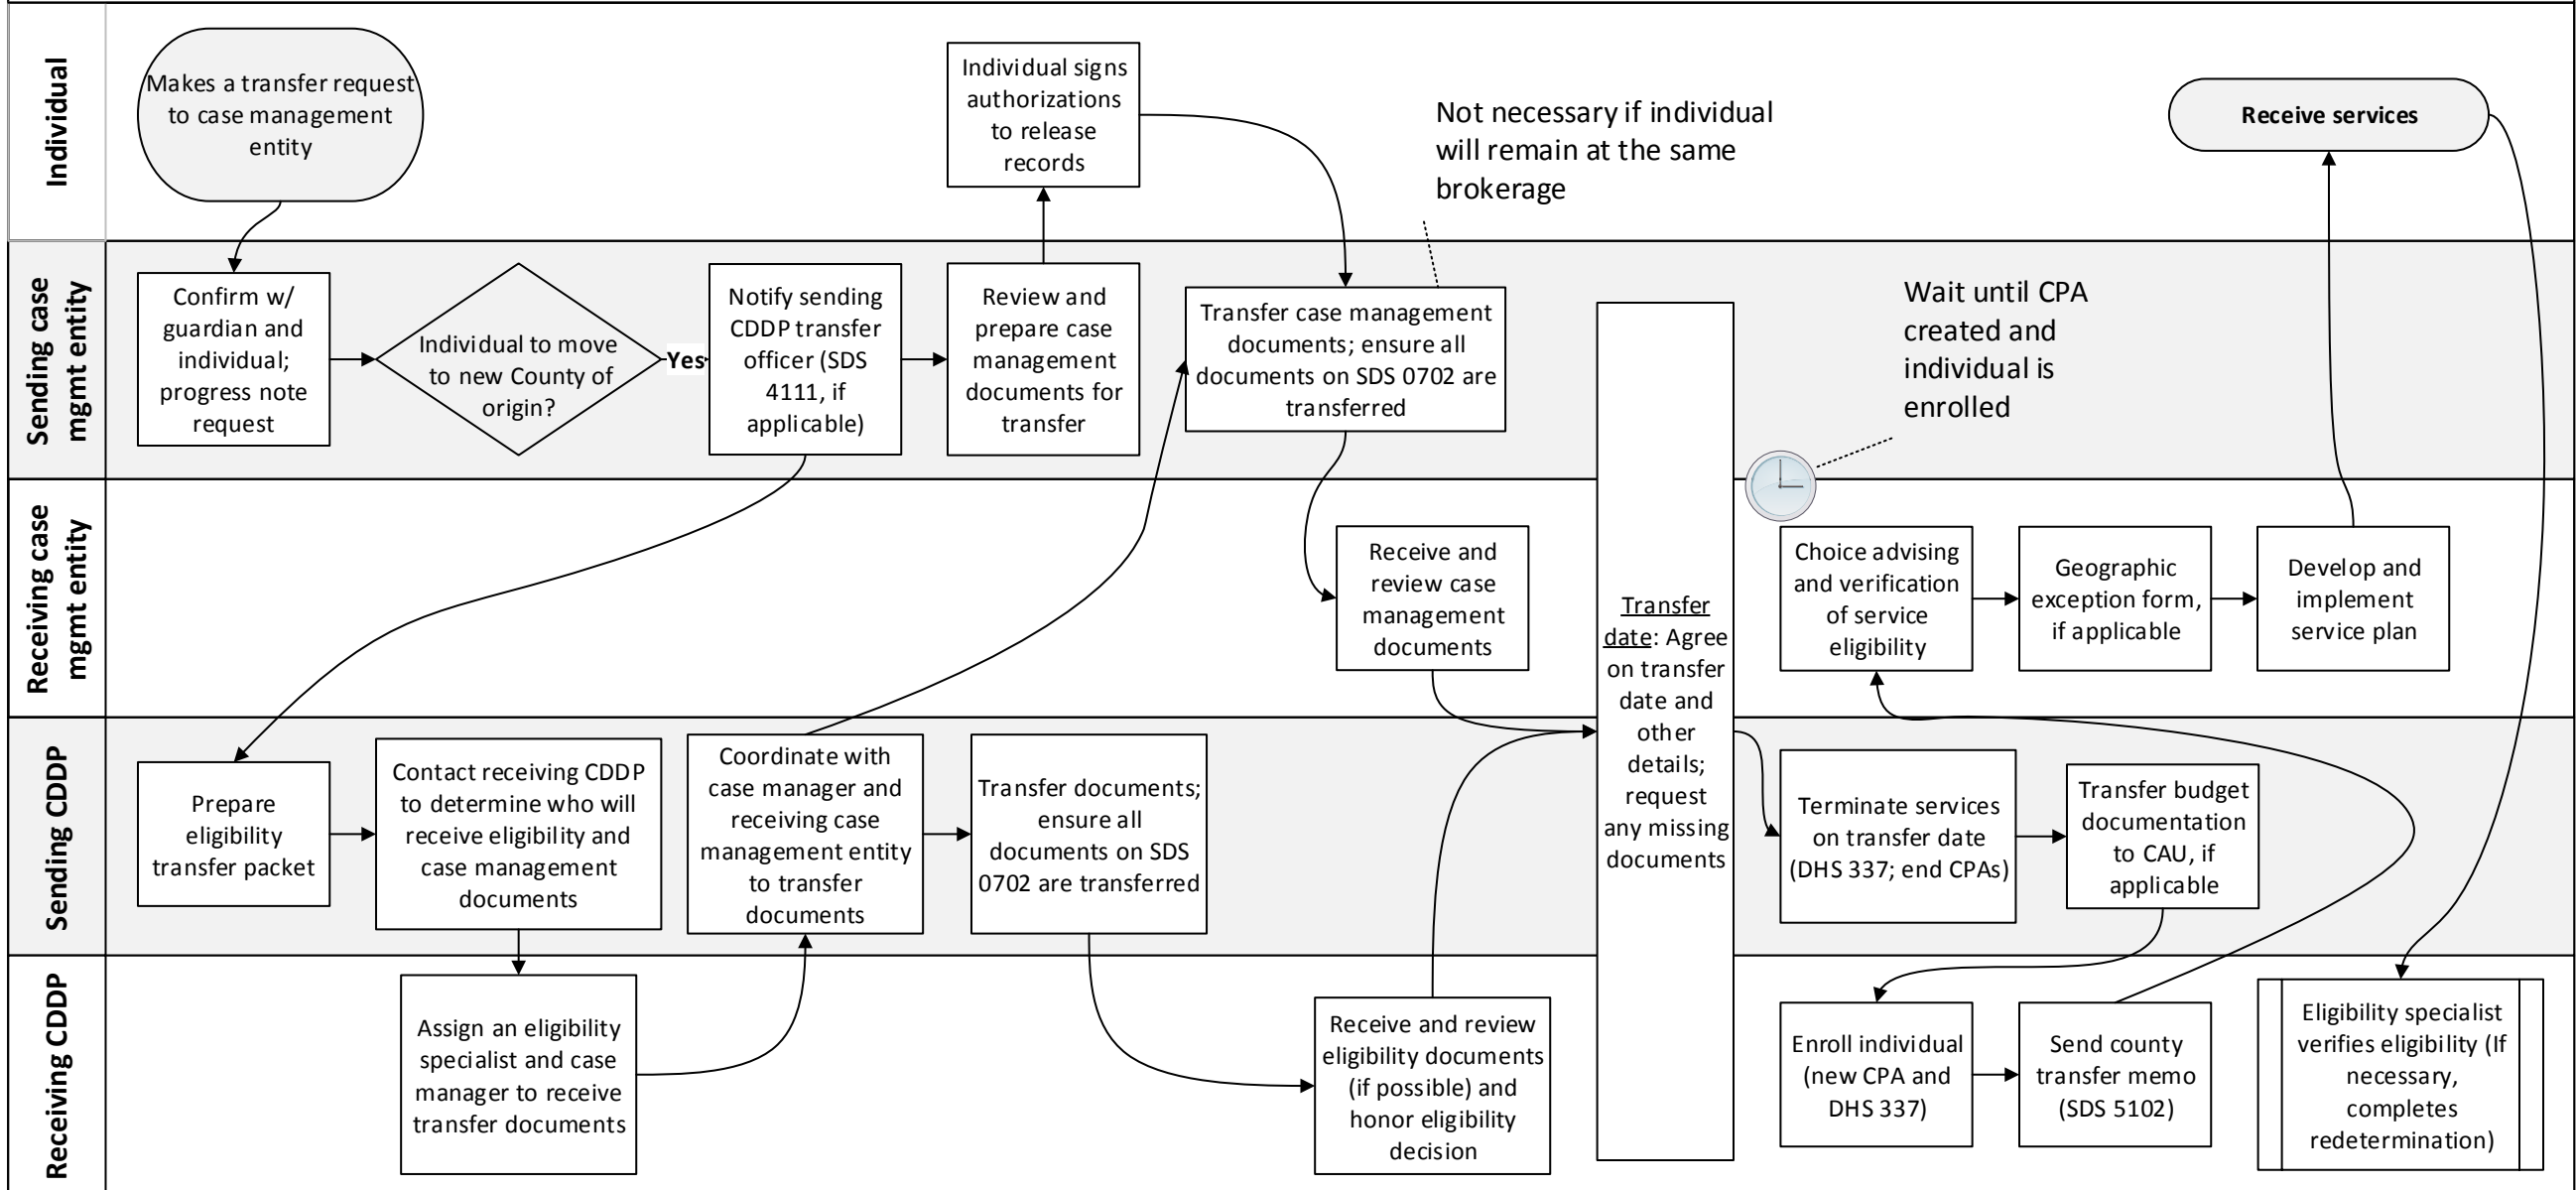 Individual
Makes a transfer request
to case management
entity
Individual signs
authorizations
to release
records
Not necessary if individual
will remain at the same
brokerage
Receive services
Sending case
mgmt entity
Confirm w/
guardian and
individual;
progress note
request
Individual to move
to new County of
origin?
Yes
Notify sending
CDDP transfer
officer (SDS
4111, if
applicable)
Review and
prepare case
management
documents for
transfer
Transfer case management
documents; ensure all
documents on SDS 0702 are
transferred
Wait until CPA
created and
individual is
enrolled
Receiving case
mgmt entity
Receive and
review case
management
documents
Transfer
date: Agree
on transfer
date and
other
details;
request
any missing
documents
Choice advising
and verification
of service
eligibility
Geographic
exception form,
if applicable
Develop and
implement
service plan
Sending CDDP
Prepare
eligibility
transfer packet
Contact receiving CDDP
to determine who will
receive eligibility and
case management
documents
Coordinate with
case manager and
receiving case
management entity
to transfer
documents
Transfer documents;
ensure all
documents on SDS
0702 are transferred
Terminate services
on transfer date
(DHS 337; end CPAs)
Transfer budget
documentation
to CAU, if
applicable
Receiving CDDP
Assign an eligibility
specialist and case
manager to receive
transfer documents
Receive and review
eligibility documents
(if possible) and
honor eligibility
decision
Enroll individual
(new CPA and
DHS 337)
Send county
transfer memo
(SDS 5102)
Eligibility specialist
verifies eligibility (If
necessary,
completes
redetermination)